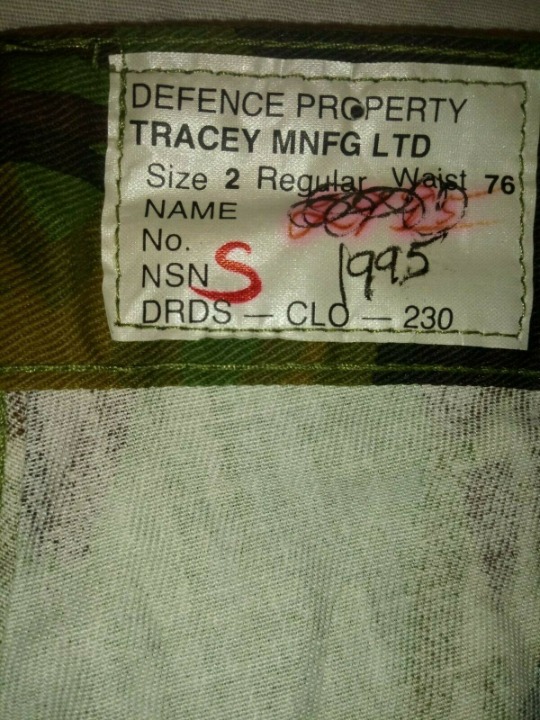 DEFENCE PROPERTY
TRACEY MNFG LTD
Size 2 Regular Waist 76
NAME
No. 1995
NSN S
DRDS — CLO — 230